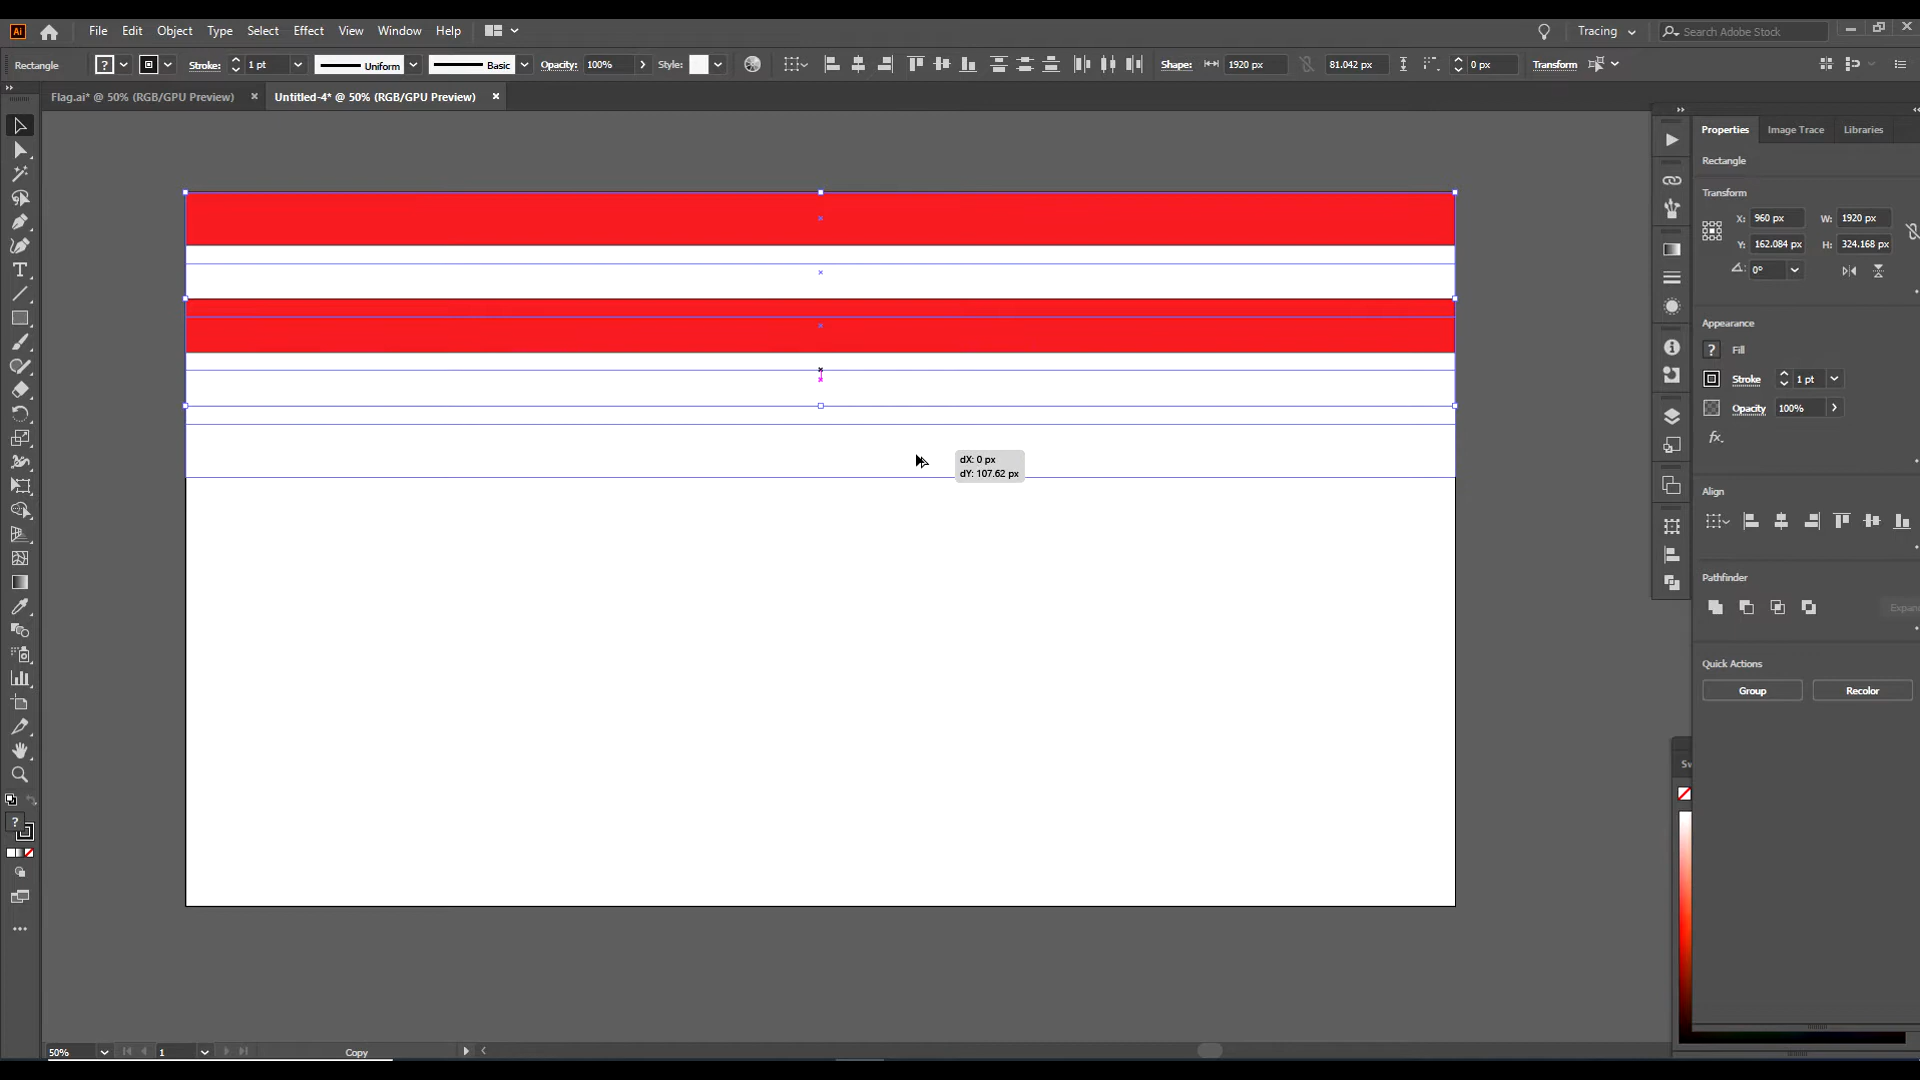 Ai File Edit Object Type Select Effect View Window Help Tracing Search Adobe Stock
Rectangle ? Stroke: 1 pt Uniform Basic Opacity: 100% Style: Shape: 1920 px 81.042 px 0 px Transform
Flag.ai* @ 50% (RGB/GPU Preview) × Untitled-4* @ 50% (RGB/GPU Preview) ×
Properties Image Trace Libraries
Rectangle
Transform
X: 960 px W: 1920 px
Y: 162.084 px H: 324.168 px
0°
Appearance
? Fill
Stroke 1 pt
Opacity 100%
fx.
dX: 0 px
dY: 107.62 px
Align
Pathfinder
Expand
Quick Actions
Group Recolor
Sw
?
50% 1 Copy